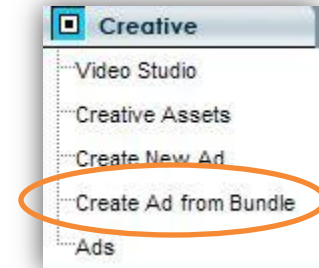 Creative
Video Studio
Creative Assets
Create New Ad
Create Ad from Bundle
Ads